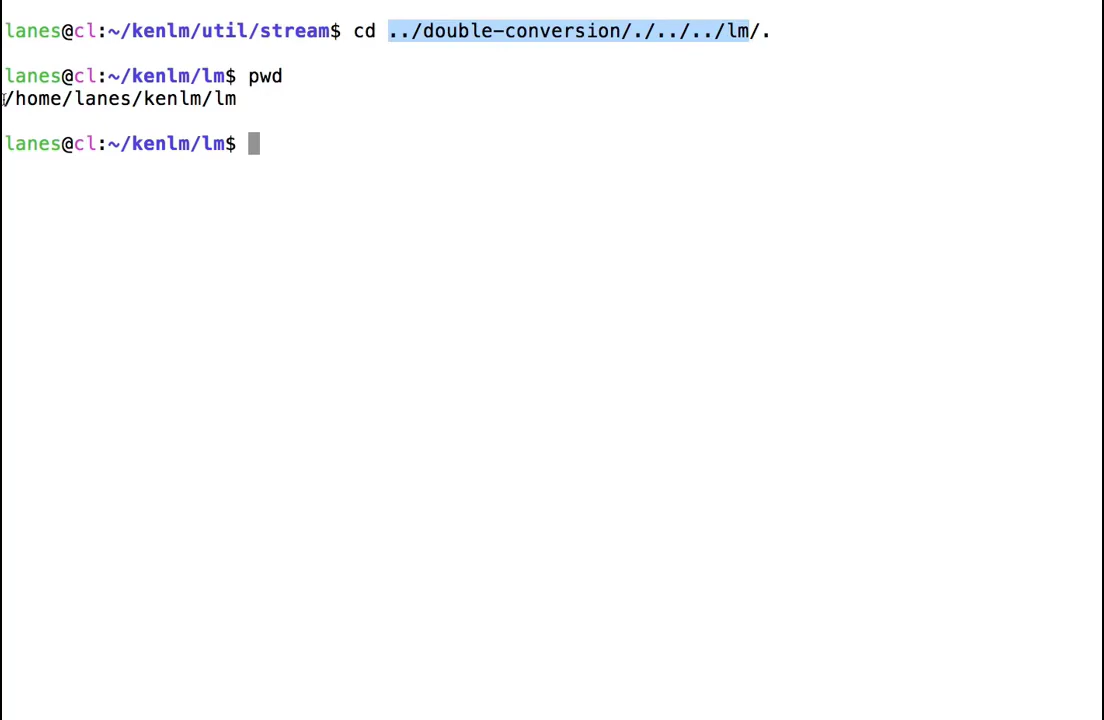 lanes@cl:~/kenlm/util/stream$ cd ../double-conversion/./../../lm/.
lanes@cl:~/kenlm/lm$ pwd
/home/lanes/kenlm/lm
lanes@cl:~/kenlm/lm$